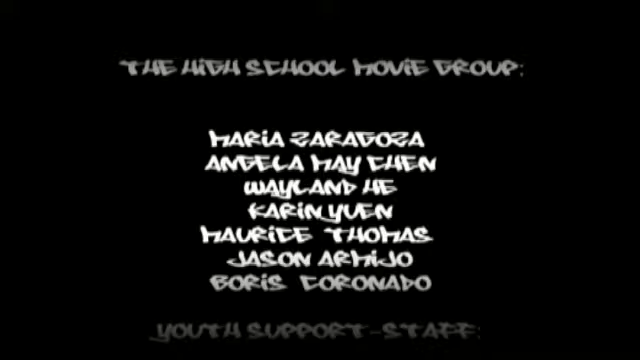 THE HIGH SCHOOL MOVIE GROUP:
MARIA ZARAGOZA
ANGELA MAY CHEN
WAYLAND HE
KARIN YUEN
MAURICE THOMAS
JASON ARMIJO
BORIS CORONADO
YOUTH SUPPORT-STAFF: